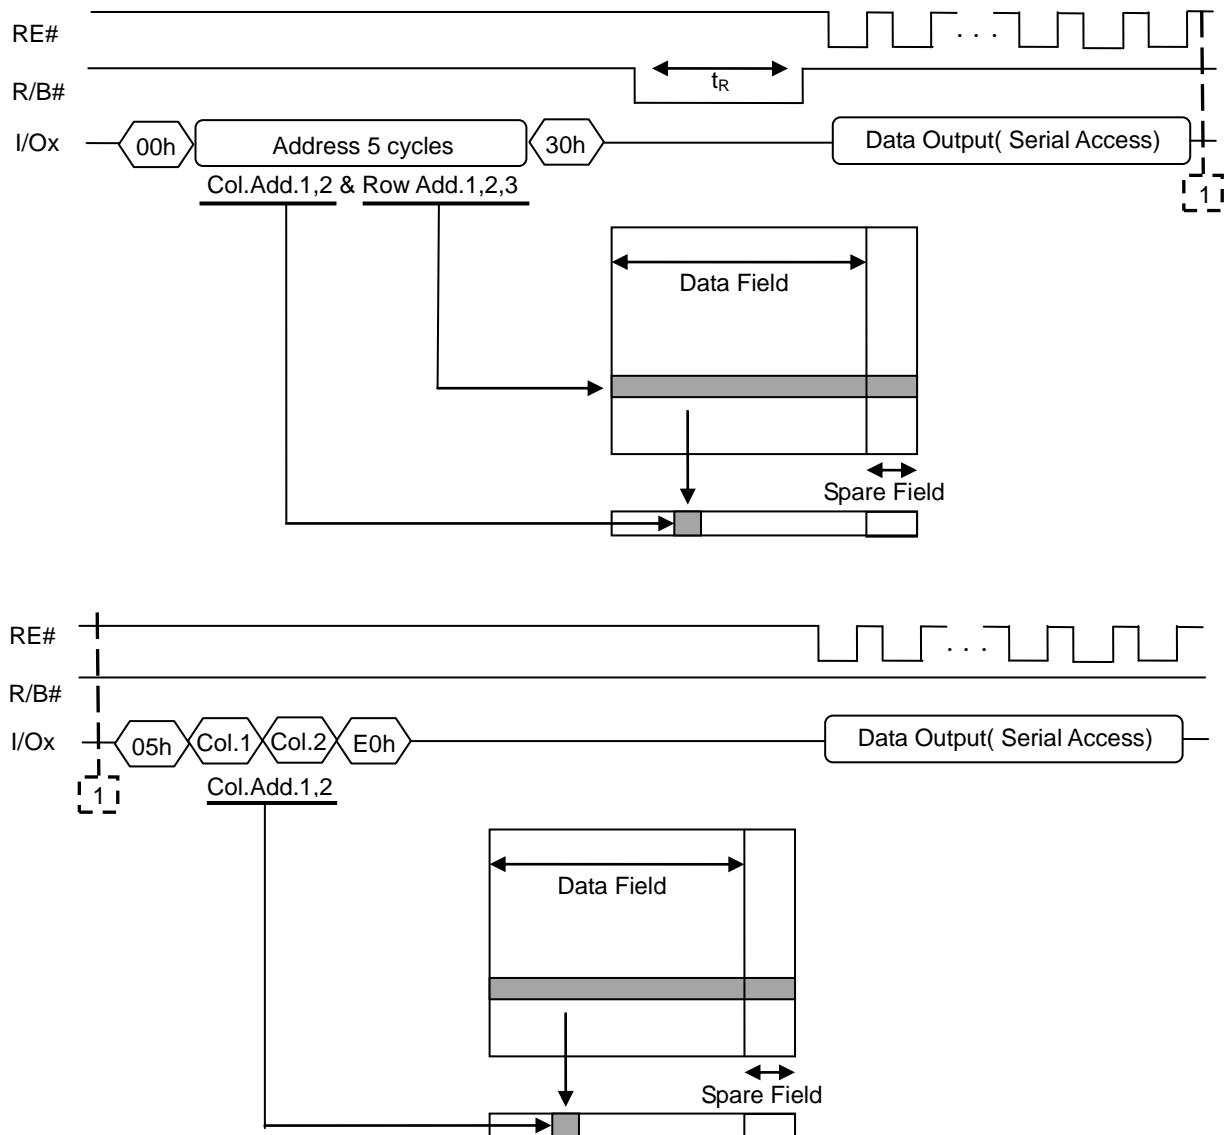 RE#
. . .
R/B#
tR
I/Ox
00h
Address 5 cycles
30h
Data Output( Serial Access)
Col.Add.1,2 & Row Add.1,2,3
1
Data Field
Spare Field
RE#
. . .
R/B#
I/Ox
05h
Col.1
Col.2
E0h
Data Output( Serial Access)
1
Col.Add.1,2
Data Field
Spare Field